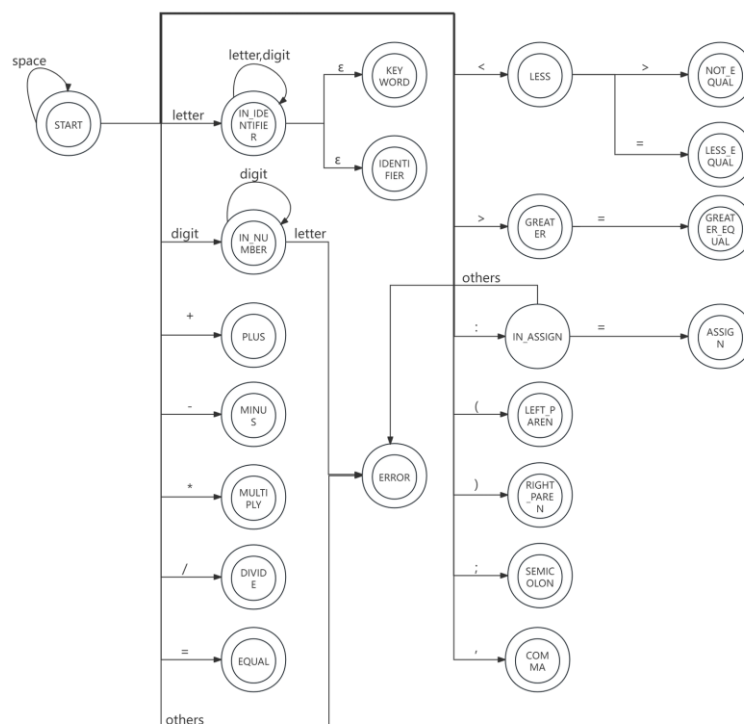 space
START
letter
letter,digit
IN_IDE
NTIFIE
R
ε
KEY
WORD
ε
IDENTI
FIER
<
LESS
>
NOT_E
QUAL
=
LESS_E
QUAL
digit
digit
IN_NU
MBER
letter
>
GREAT
ER
=
GREAT
ER_EQ
UAL
others
+
PLUS
:
IN_ASSIGN
=
ASSIG
N
-
MINU
S
(
LEFT_P
AREN
ERROR
*
MULTI
PLY
)
RIGHT
_PARE
N
/
DIVID
E
;
SEMIC
OLON
=
EQUAL
,
COM
MA
others